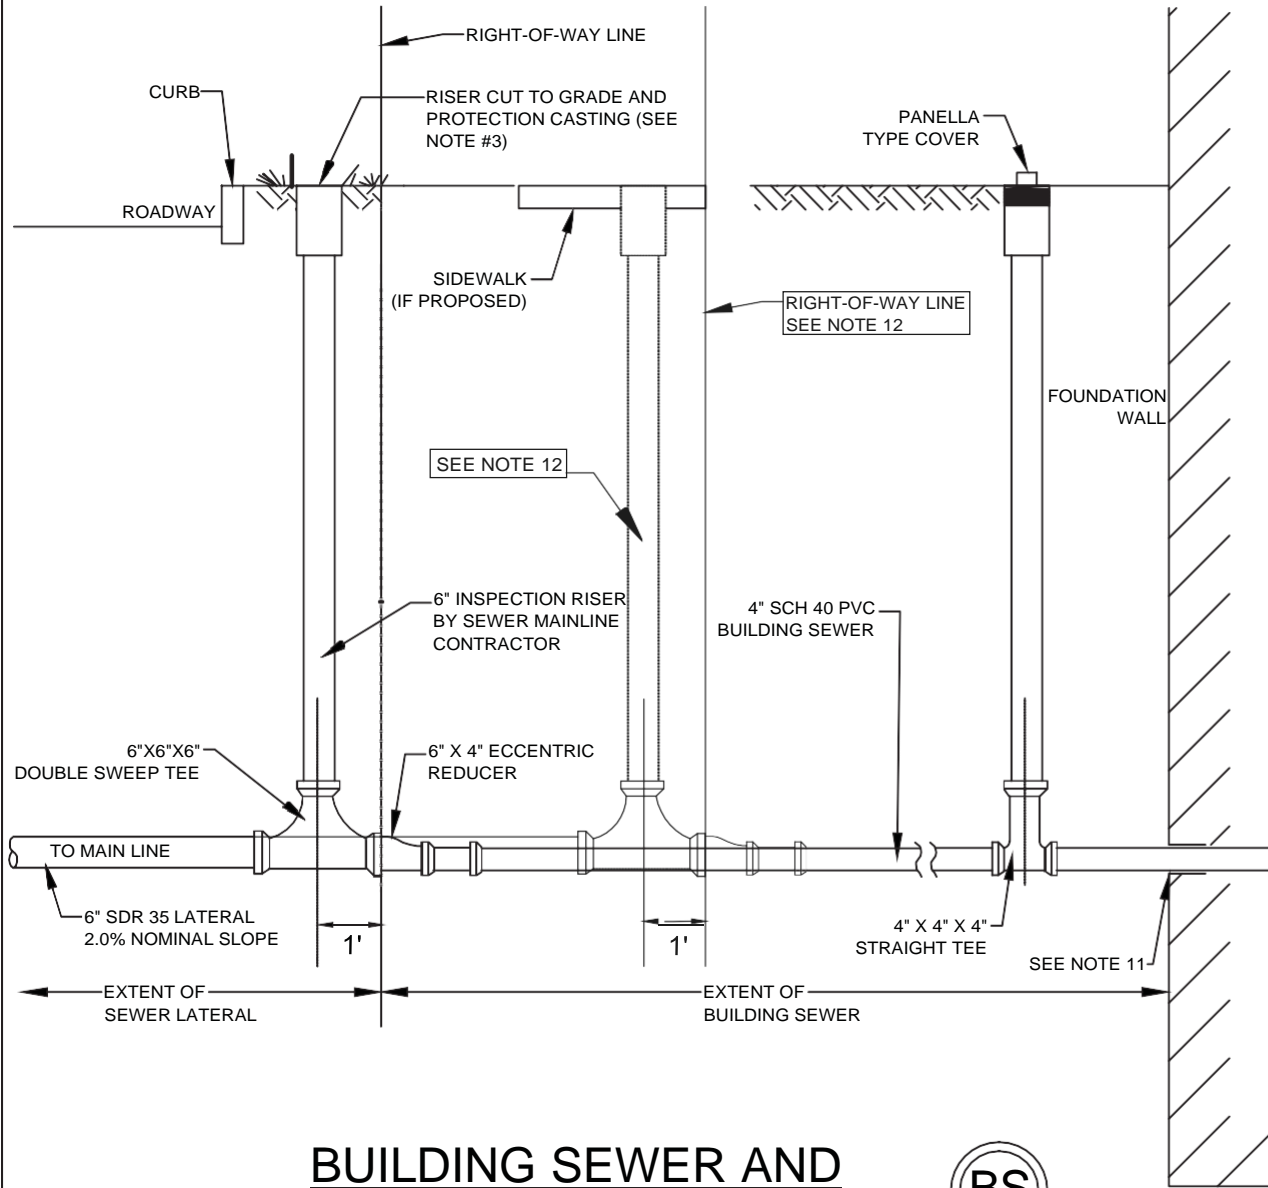 RIGHT-OF-WAY LINE
CURB
RISER CUT TO GRADE AND
PROTECTION CASTING (SEE
NOTE #3)
PANELLA
TYPE COVER
ROADWAY
SIDEWALK
(IF PROPOSED)
RIGHT-OF-WAY LINE
SEE NOTE 12
FOUNDATION
WALL
SEE NOTE 12
6" INSPECTION RISER
BY SEWER MAINLINE
CONTRACTOR
4" SCH 40 PVC
BUILDING SEWER
6"X6"X6"
DOUBLE SWEEP TEE
6" X 4" ECCENTRIC
REDUCER
TO MAIN LINE
6" SDR 35 LATERAL
2.0% NOMINAL SLOPE
1'
1'
4" X 4" X 4"
STRAIGHT TEE
SEE NOTE 11
EXTENT OF
SEWER LATERAL
EXTENT OF
BUILDING SEWER
BUILDING SEWER AND
BS